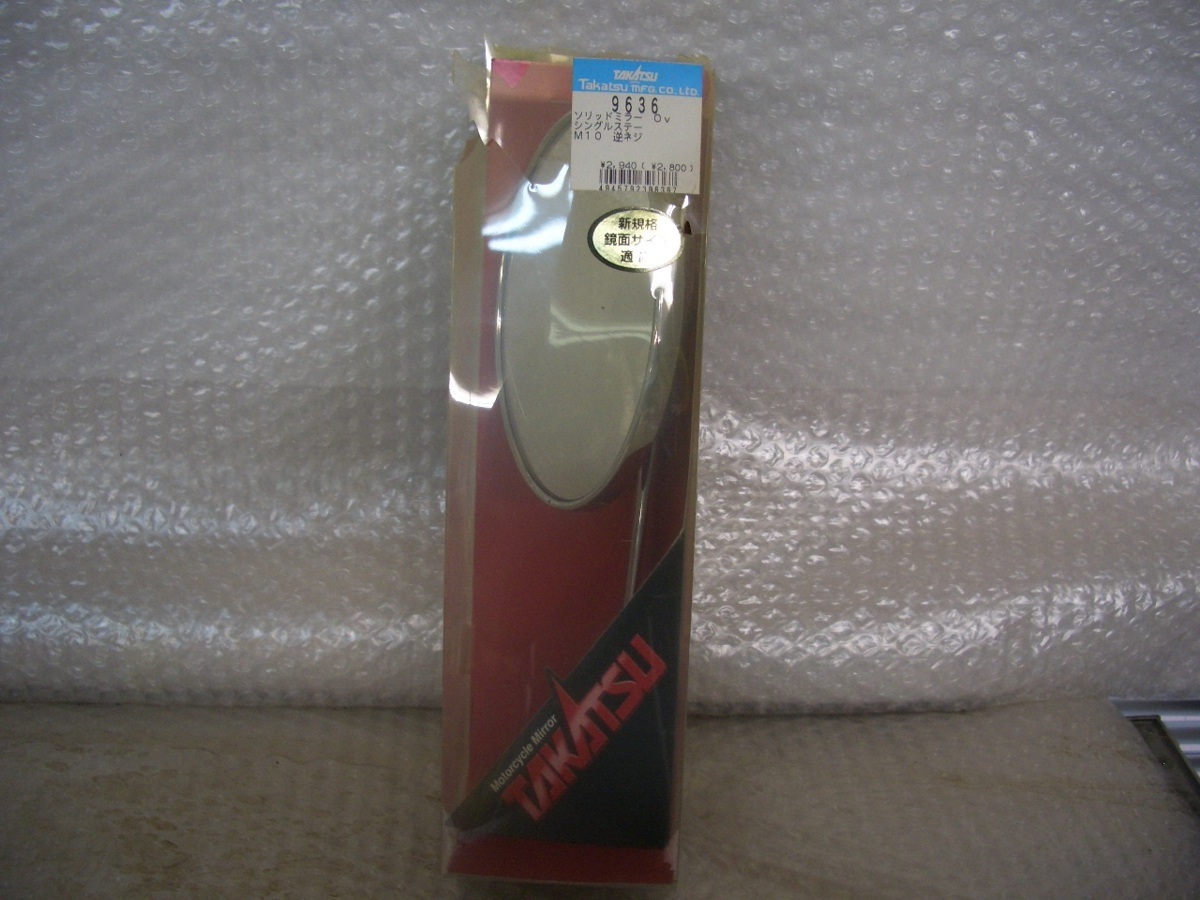 TAKATSU
Takatsu MFG.CO.,Ltd
9636
ソリッドミラー Ov
シングルステー
M10 逆ネジ
¥2,940( ¥2,800)
新規格
鏡面サイ
適
Motorcycle Mirror
TAKATSU